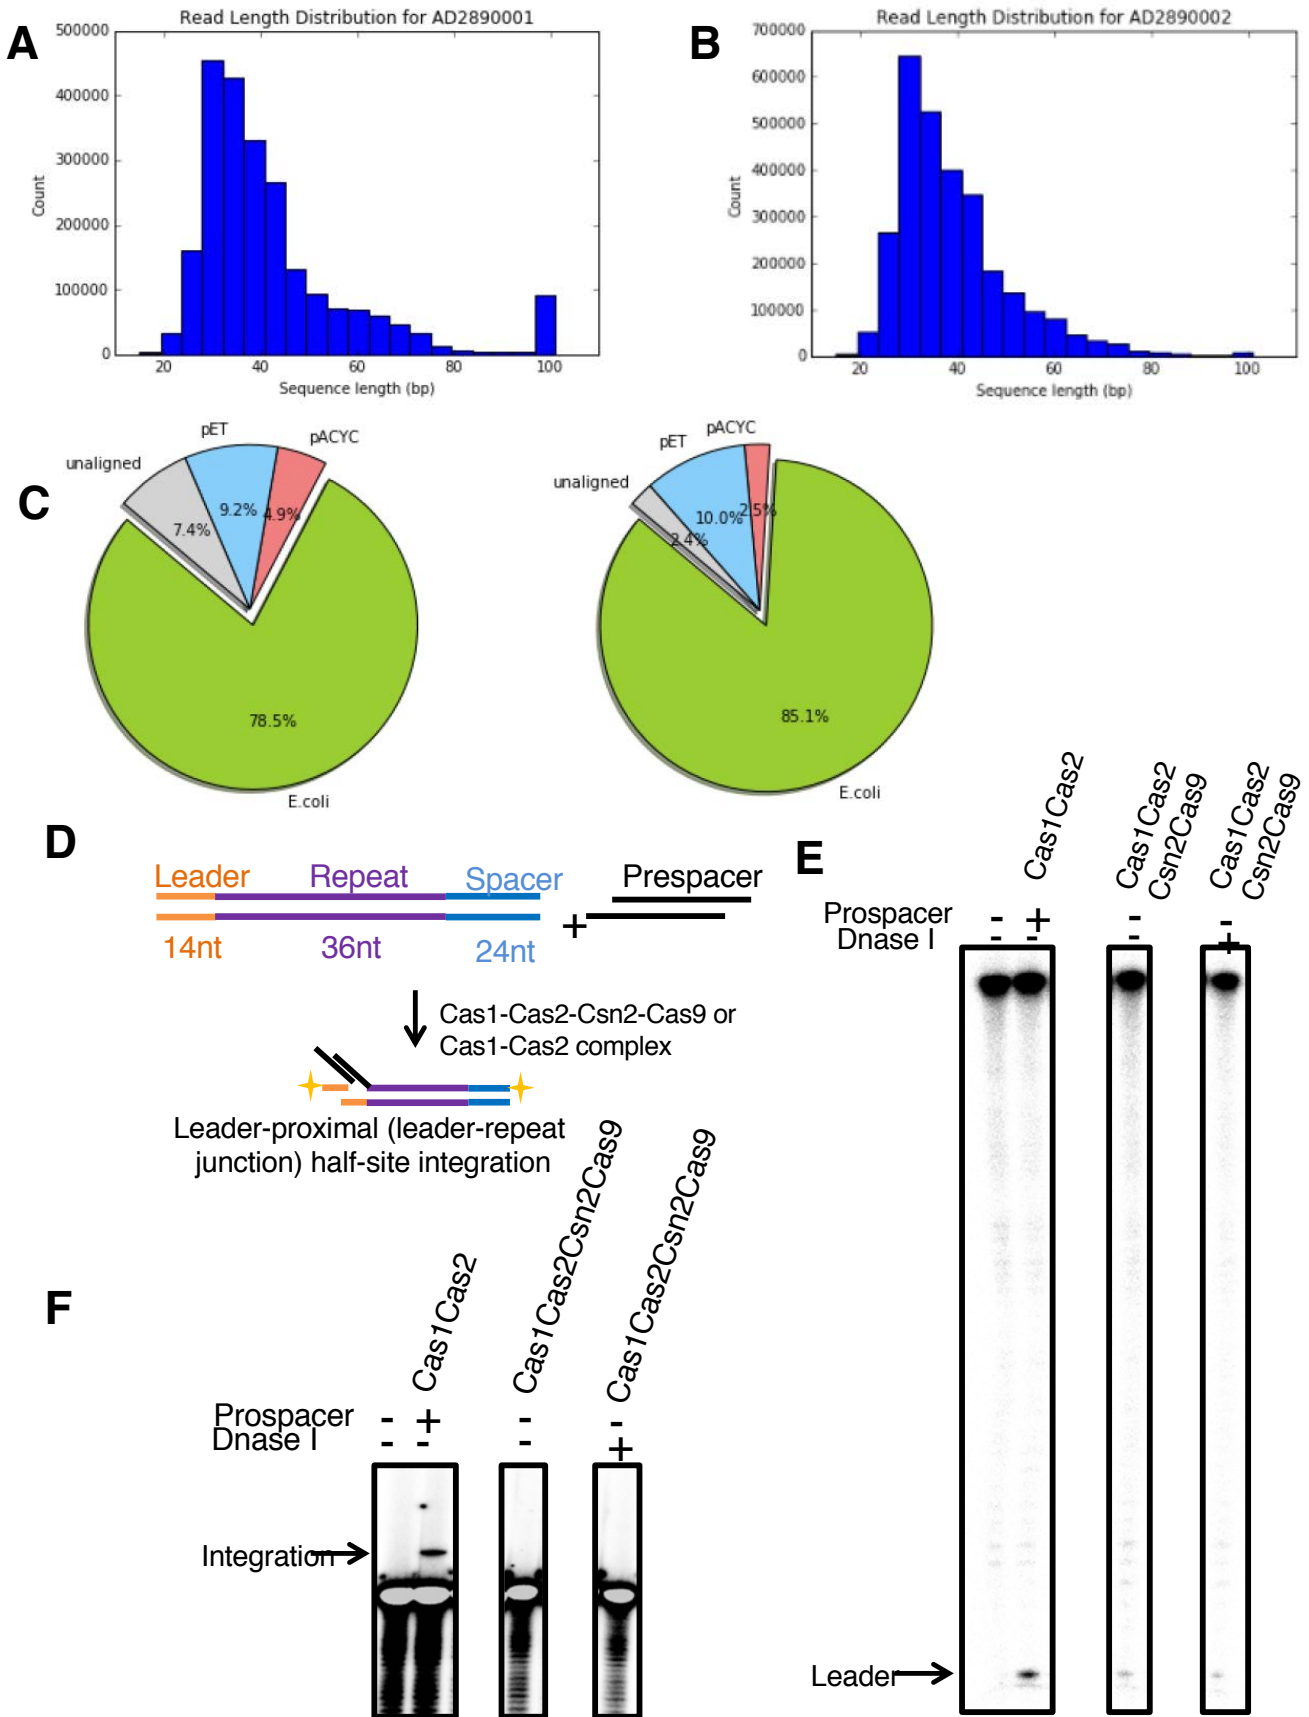 A
Read Length Distribution for AD2890001
500000
400000
300000
200000
100000
0
Count
20 40 60 80 100
Sequence length (bp)
B
Read Length Distribution for AD2890002
700000
600000
500000
400000
300000
200000
100000
0
Count
20 40 60 80 100
Sequence length (bp)
C
unaligned
pET
pACYC
7.4%
9.2%
4.9%
78.5%
E.coli
unaligned
pET
pACYC
2.4%
10.0%
2.5%
85.1%
E.coli
D
Leader Repeat Spacer
Prespacer
+
14nt 36nt 24nt
Cas1-Cas2-Csn2-Cas9 or
Cas1-Cas2 complex
Leader-proximal (leader-repeat
junction) half-site integration
E
Cas1Cas2
Cas1Cas2
Csn2Cas9
Cas1Cas2
Csn2Cas9
Prospacer - + - -
Dnase I - - - +
Leader
F
Cas1Cas2
Cas1Cas2Csn2Cas9
Cas1Cas2Csn2Cas9
Prospacer - + - -
Dnase I - - - +
Integration